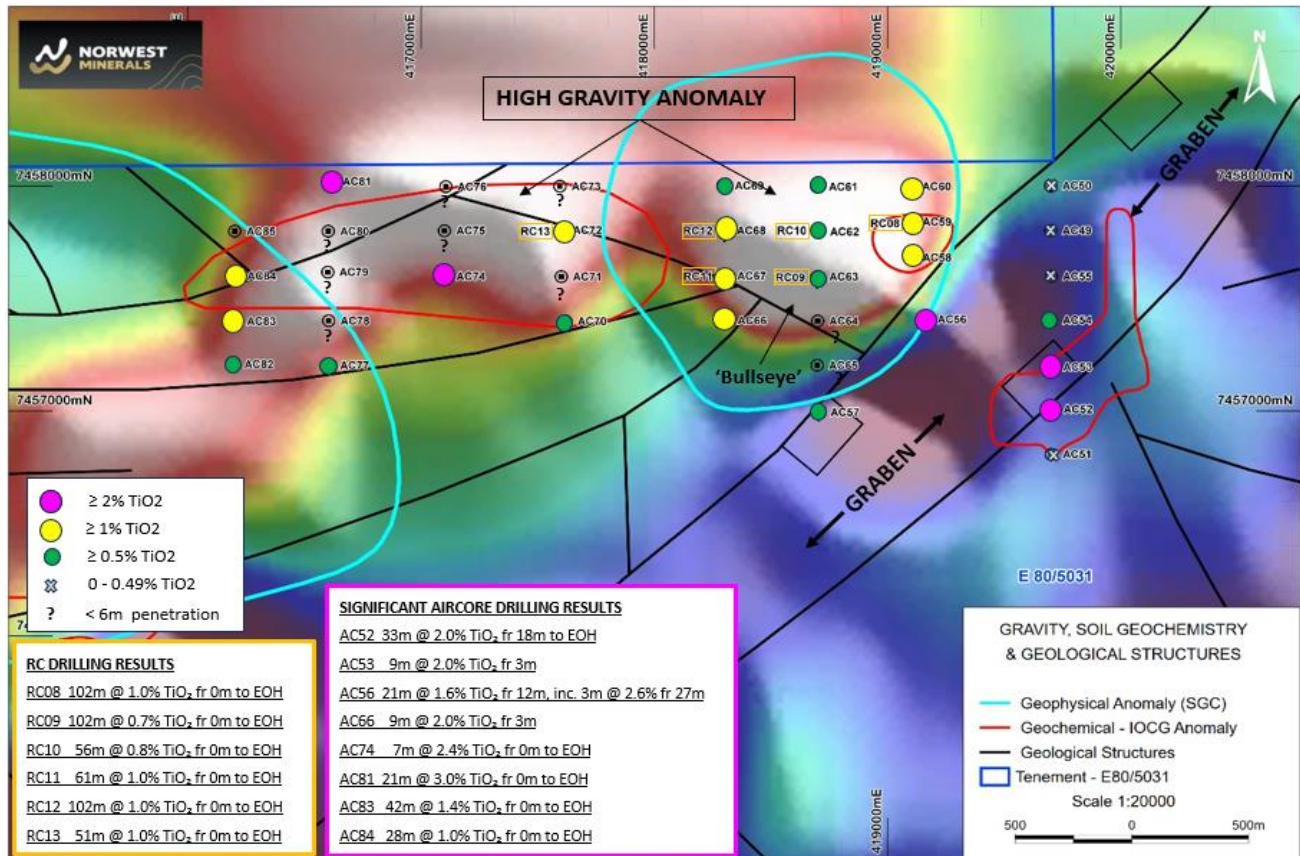 NORWEST
MINERALS
417000mE
418000mE
419000mE
420000mE
N
HIGH GRAVITY ANOMALY
GRABEN
7458000mN
7458000mN
AC81
AC76
AC73
AC69
AC61
AC60
AC50
AC85
AC80
AC75
RC13
AC72
RC12
AC68
RC10
AC62
RC08
AC59
AC49
?
?
?
?
AC58
AC84
AC79
AC74
AC71
RC11
AC67
RC09
AC63
AC55
?
?
AC83
AC78
AC70
AC66
AC64
AC56
AC54
?
?
AC82
AC77
'Bullseye'
AC65
AC53
7457000mN
AC57
AC52
7457000mN
AC51
GRABEN
≥ 2% TiO2
≥ 1% TiO2
≥ 0.5% TiO2
0 - 0.49% TiO2
? < 6m penetration
E 80/5031
RC DRILLING RESULTS
RC08 102m @ 1.0% TiO₂ fr 0m to EOH
RC09 102m @ 0.7% TiO₂ fr 0m to EOH
RC10 56m @ 0.8% TiO₂ fr 0m to EOH
RC11 61m @ 1.0% TiO₂ fr 0m to EOH
RC12 102m @ 1.0% TiO₂ fr 0m to EOH
RC13 51m @ 1.0% TiO₂ fr 0m to EOH
SIGNIFICANT AIRCORE DRILLING RESULTS
AC52 33m @ 2.0% TiO₂ fr 18m to EOH
AC53 9m @ 2.0% TiO₂ fr 3m
AC56 21m @ 1.6% TiO₂ fr 12m, inc. 3m @ 2.6% fr 27m
AC66 9m @ 2.0% TiO₂ fr 3m
AC74 7m @ 2.4% TiO₂ fr 0m to EOH
AC81 21m @ 3.0% TiO₂ fr 0m to EOH
AC83 42m @ 1.4% TiO₂ fr 0m to EOH
AC84 28m @ 1.0% TiO₂ fr 0m to EOH
419000mE
GRAVITY, SOIL GEOCHEMISTRY
& GEOLOGICAL STRUCTURES
Geophysical Anomaly (SGC)
Geochemical - IOCG Anomaly
Geological Structures
Tenement - E80/5031
Scale 1:20000
500 0 500m